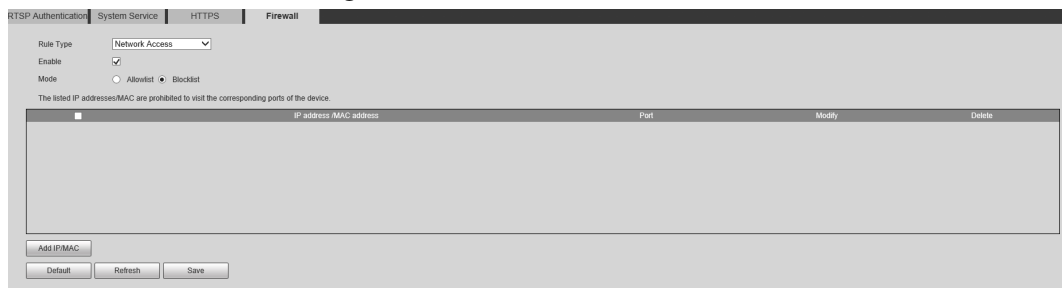 RTSP Authentication System Service HTTPS Firewall
Rule Type Network Access
Enable
Mode Allowlist Blocklist
The listed IP addresses/MAC are prohibited to visit the corresponding ports of the device.
IP address /MAC address Port Modify Delete
Add IP/MAC
Default Refresh Save